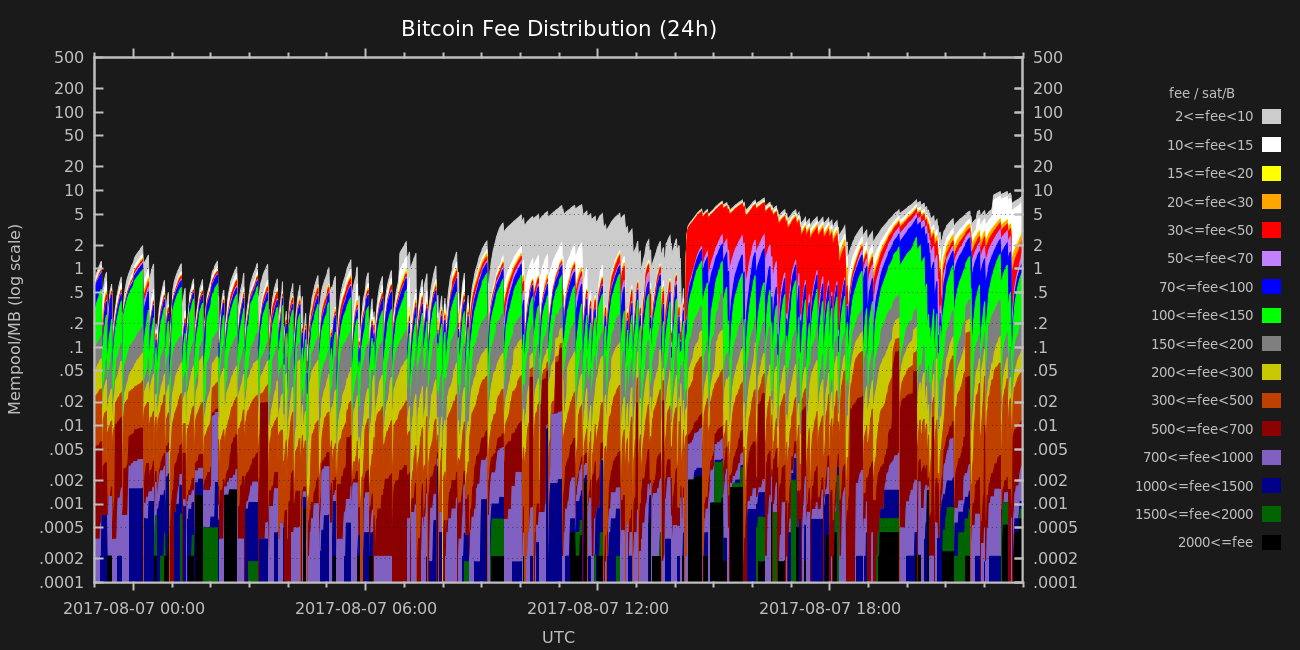 Bitcoin Fee Distribution (24h)
Mempool/MB (log scale)
500
200
100
50
20
10
5
2
1
.5
.2
.1
.05
.02
.01
.005
.002
.001
.0005
.0002
.0001
500
200
100
50
20
10
5
2
1
.5
.2
.1
.05
.02
.01
.005
.002
.001
.0005
.0002
.0001
2017-08-07 00:00
2017-08-07 06:00
2017-08-07 12:00
2017-08-07 18:00
UTC
fee / sat/B
2<=fee<10
10<=fee<15
15<=fee<20
20<=fee<30
30<=fee<50
50<=fee<70
70<=fee<100
100<=fee<150
150<=fee<200
200<=fee<300
300<=fee<500
500<=fee<700
700<=fee<1000
1000<=fee<1500
1500<=fee<2000
2000<=fee